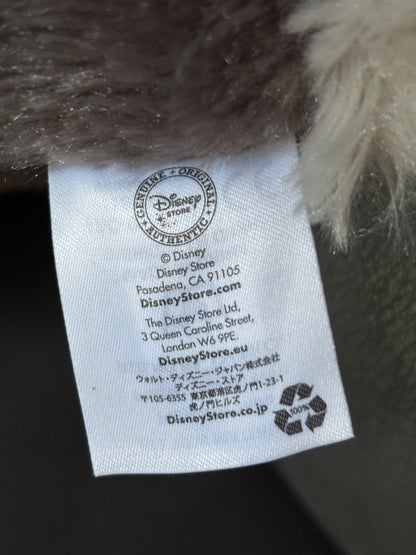 GENUINE • ORIGINAL
Disney
STORE
AUTHENTIC
© Disney
Disney Store
Pasadena, CA 91105
DisneyStore.com
The Disney Store Ltd,
3 Queen Caroline Street,
London W6 9PE.
DisneyStore.eu
ウォルト・ディズニー・ジャパン株式会社
ディズニー・ストア
〒105-6355 東京都港区虎ノ門1-23-1
虎ノ門ヒルズ
DisneyStore.co.jp
100%